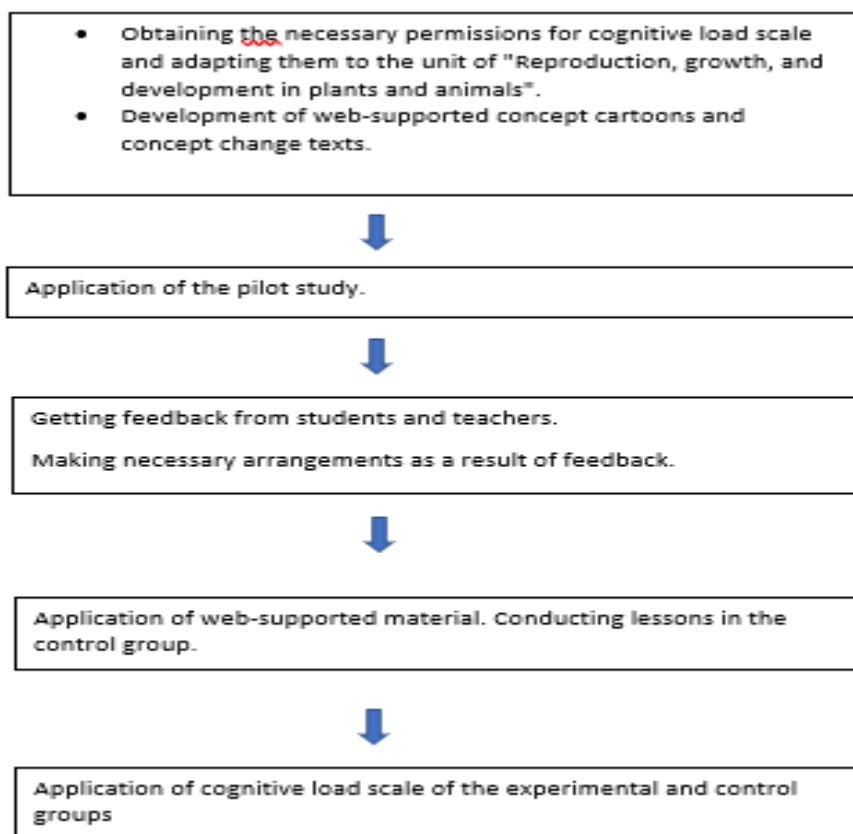 • Obtaining the necessary permissions for cognitive load scale
and adapting them to the unit of "Reproduction, growth, and
development in plants and animals".
• Development of web-supported concept cartoons and
concept change texts.
Application of the pilot study.
Getting feedback from students and teachers.
Making necessary arrangements as a result of feedback.
Application of web-supported material. Conducting lessons in the
control group.
Application of cognitive load scale of the experimental and control
groups